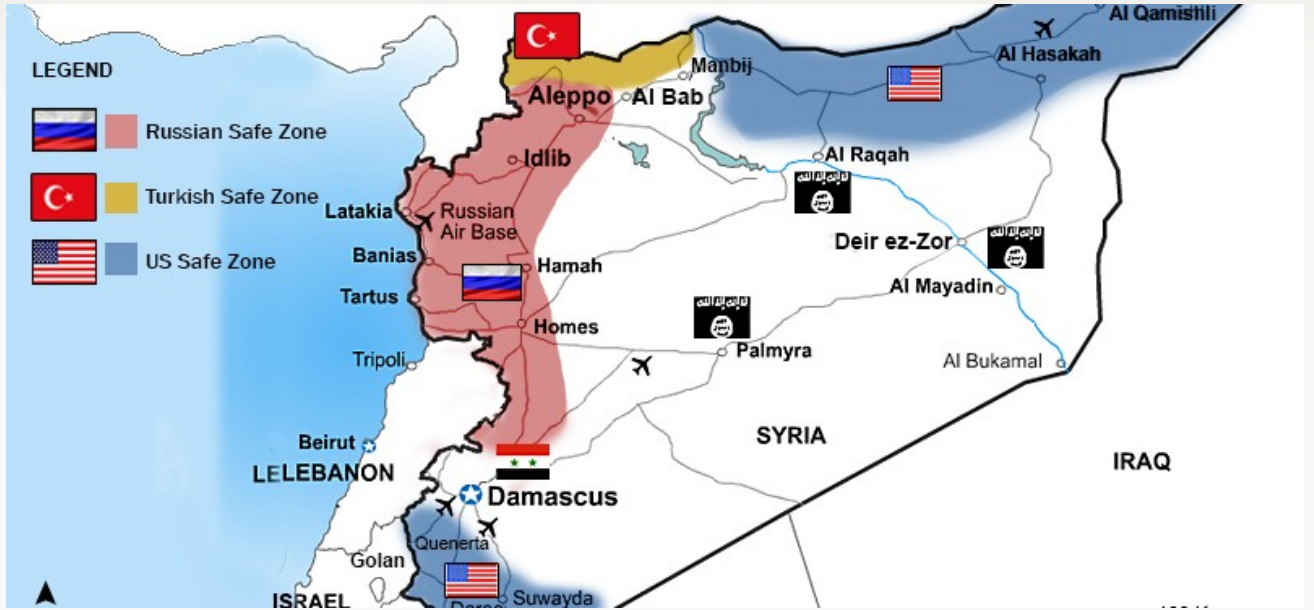 LEGEND
Russian Safe Zone
Turkish Safe Zone
US Safe Zone
Al Qamishli
Al Hasakah
Manbij
Aleppo
Al Bab
Idlib
Al Raqah
Latakia
Russian
Air Base
Deir ez-Zor
Banias
Hamah
Al Mayadin
Tartus
Homes
Tripoli
Palmyra
Al Bukamal
Beirut
SYRIA
LELEBANON
IRAQ
Damascus
Quenerta
Golan
ISRAEL
Suwayda